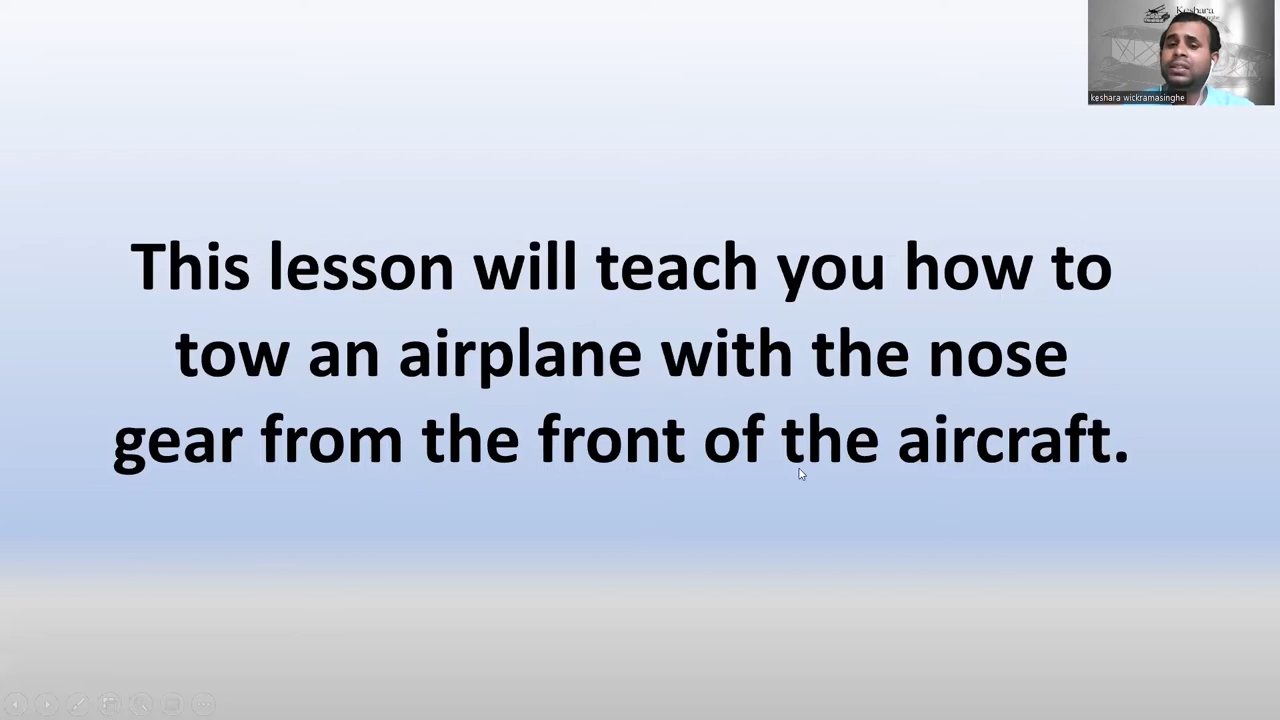 Keshara
This lesson will teach you how to
tow an airplane with the nose
gear from the front of the aircraft.
keshara wickramasinghe